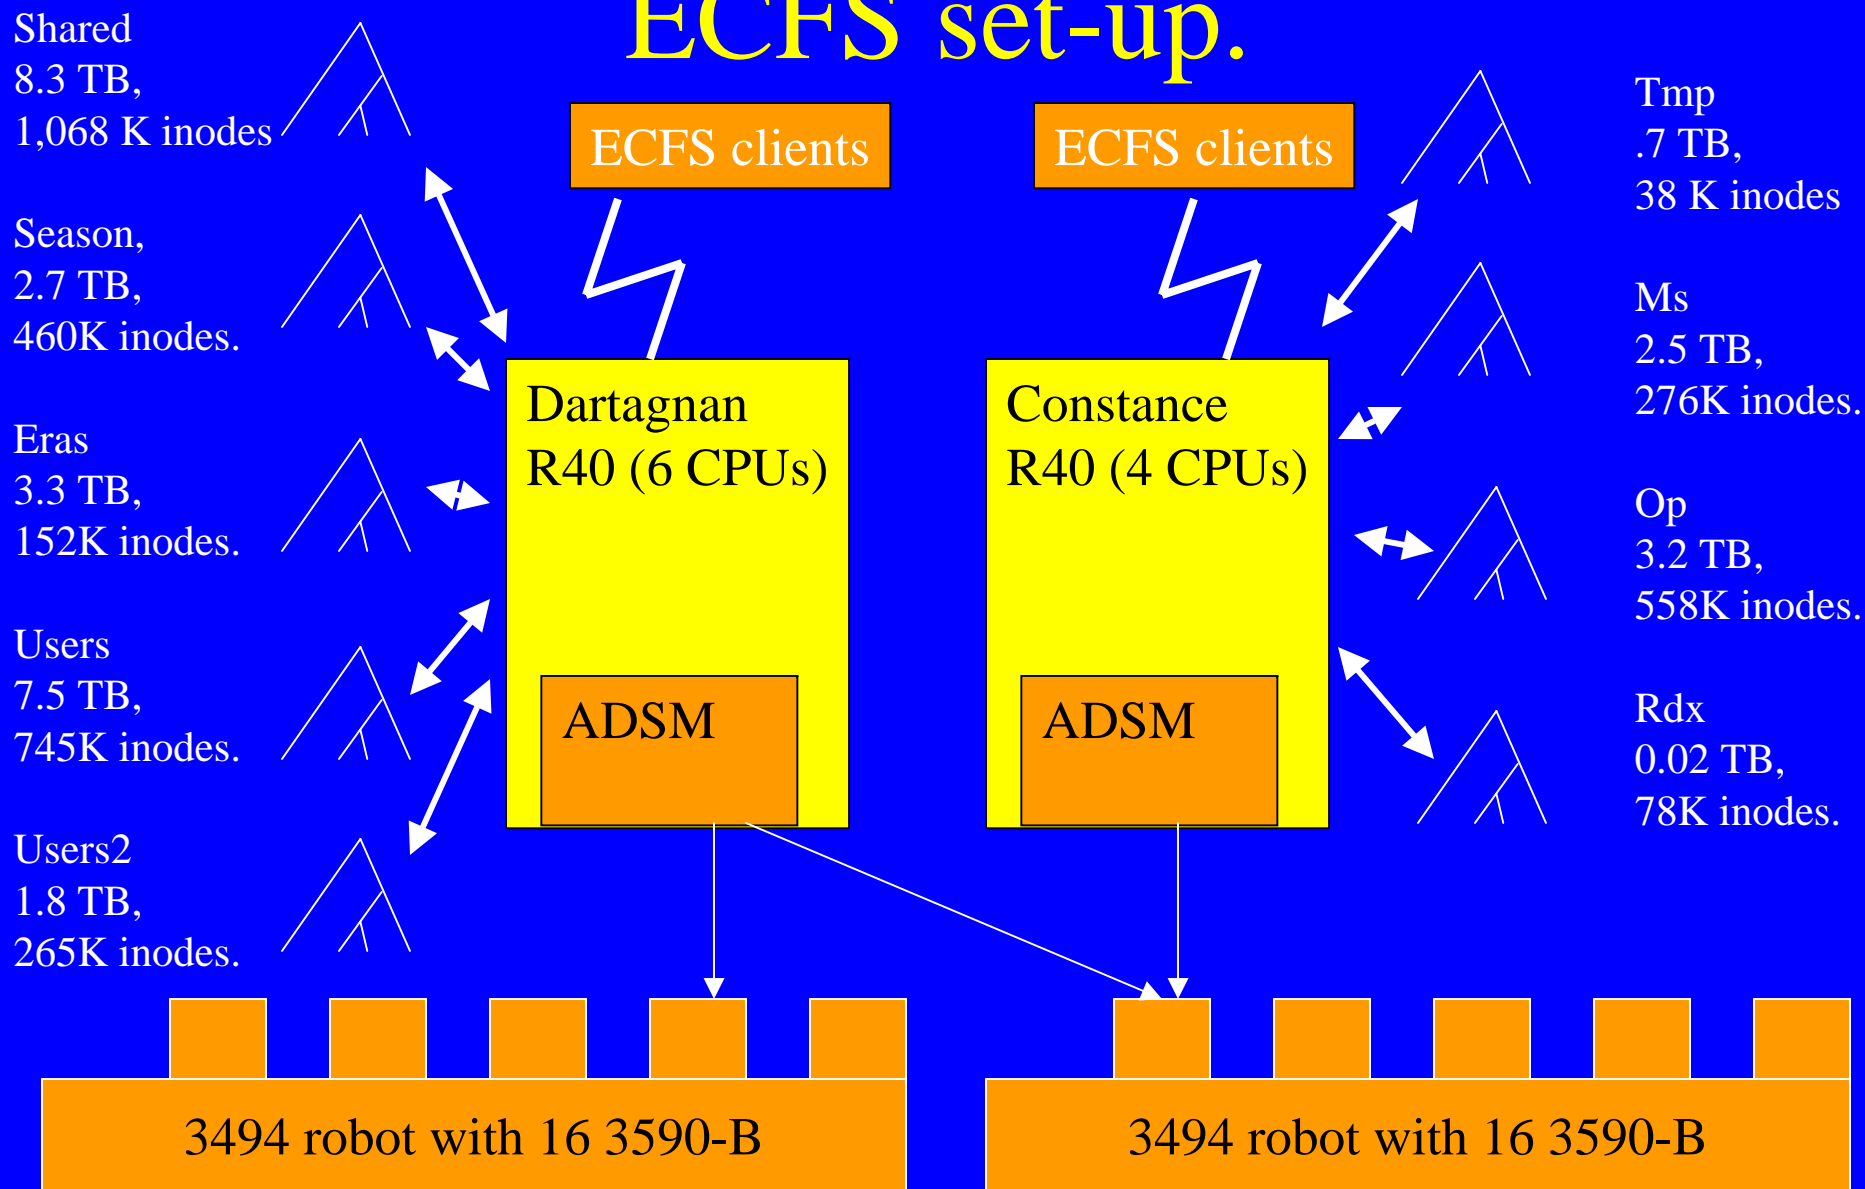 ECFS set-up.
Shared
8.3 TB,
1,068 K inodes
Season,
2.7 TB,
460K inodes.
Eras
3.3 TB,
152K inodes.
Users
7.5 TB,
745K inodes.
Users2
1.8 TB,
265K inodes.
ECFS clients
ECFS clients
Dartagnan
R40 (6 CPUs)
ADSM
Constance
R40 (4 CPUs)
ADSM
Tmp
.7 TB,
38 K inodes
Ms
2.5 TB,
276K inodes.
Op
3.2 TB,
558K inodes.
Rdx
0.02 TB,
78K inodes.
3494 robot with 16 3590-B
3494 robot with 16 3590-B